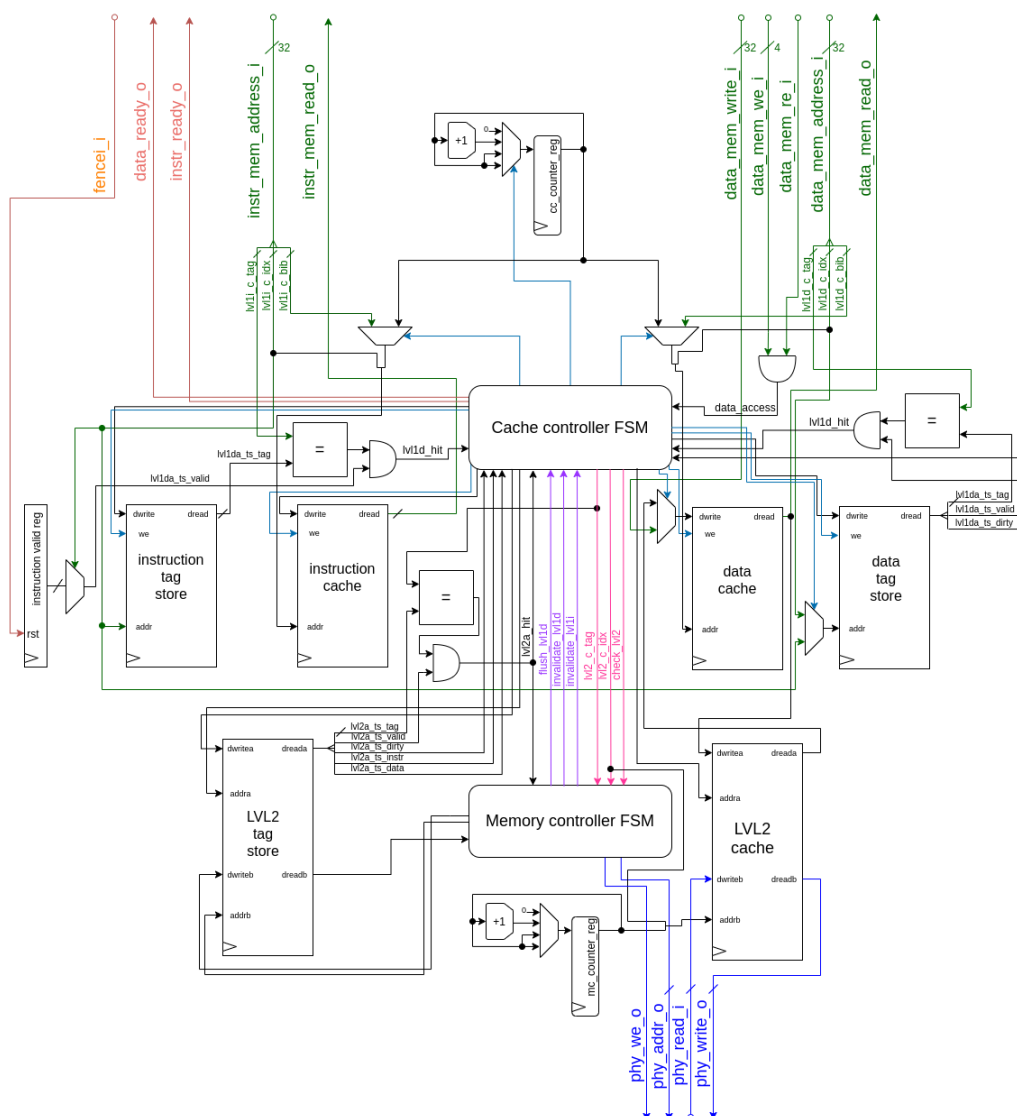 fencei_i
data_ready_o
instr_ready_o
instr_mem_address_i
32
instr_mem_read_o
data_mem_write_i
32
data_mem_we_i
4
data_mem_re_i
data_mem_address_i
32
data_mem_read_o
+1
0
cc_counter_reg
lvl1i_c_tag
lvl1i_c_idx
lvl1i_c_bib
lvl1d_c_tag
lvl1d_c_idx
lvl1d_c_bib
Cache controller FSM
data_access
lvl1d_hit
=
=
lvl1d_hit
lvl1da_ts_tag
lvl1da_ts_valid
instruction valid reg
rst
dwrite
dread
we
instruction
tag
store
addr
dwrite
dread
we
instruction
cache
addr
=
lvl2a_hit
flush_lvl1d
invalidate_lvl1d
invalidate_lvl1i
lvl2_c_tag
lvl2_c_idx
check_lvl2
dwrite
dread
we
data
cache
addr
dwrite
dread
we
data
tag
store
addr
lvl1da_ts_tag
lvl1da_ts_valid
lvl1da_ts_dirty
lvl2a_ts_tag
lvl2a_ts_valid
lvl2a_ts_dirty
lvl2a_ts_instr
lvl2a_ts_data
dwritea
dreada
addra
LVL2
tag
store
dwriteb
dreadb
addrb
Memory controller FSM
dwritea
dreada
addra
LVL2
cache
dwriteb
dreadb
addrb
+1
0
mc_counter_reg
phy_we_o
phy_addr_o
phy_read_i
phy_write_o